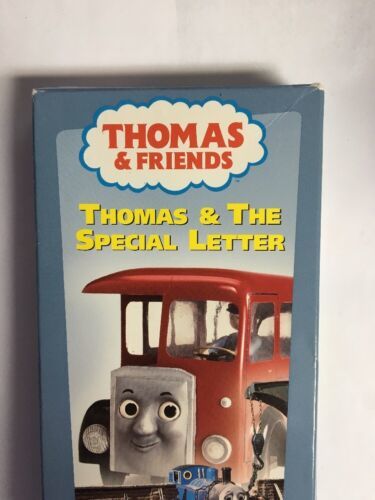 THOMAS
& FRIENDS
THOMAS & THE
SPECIAL LETTER